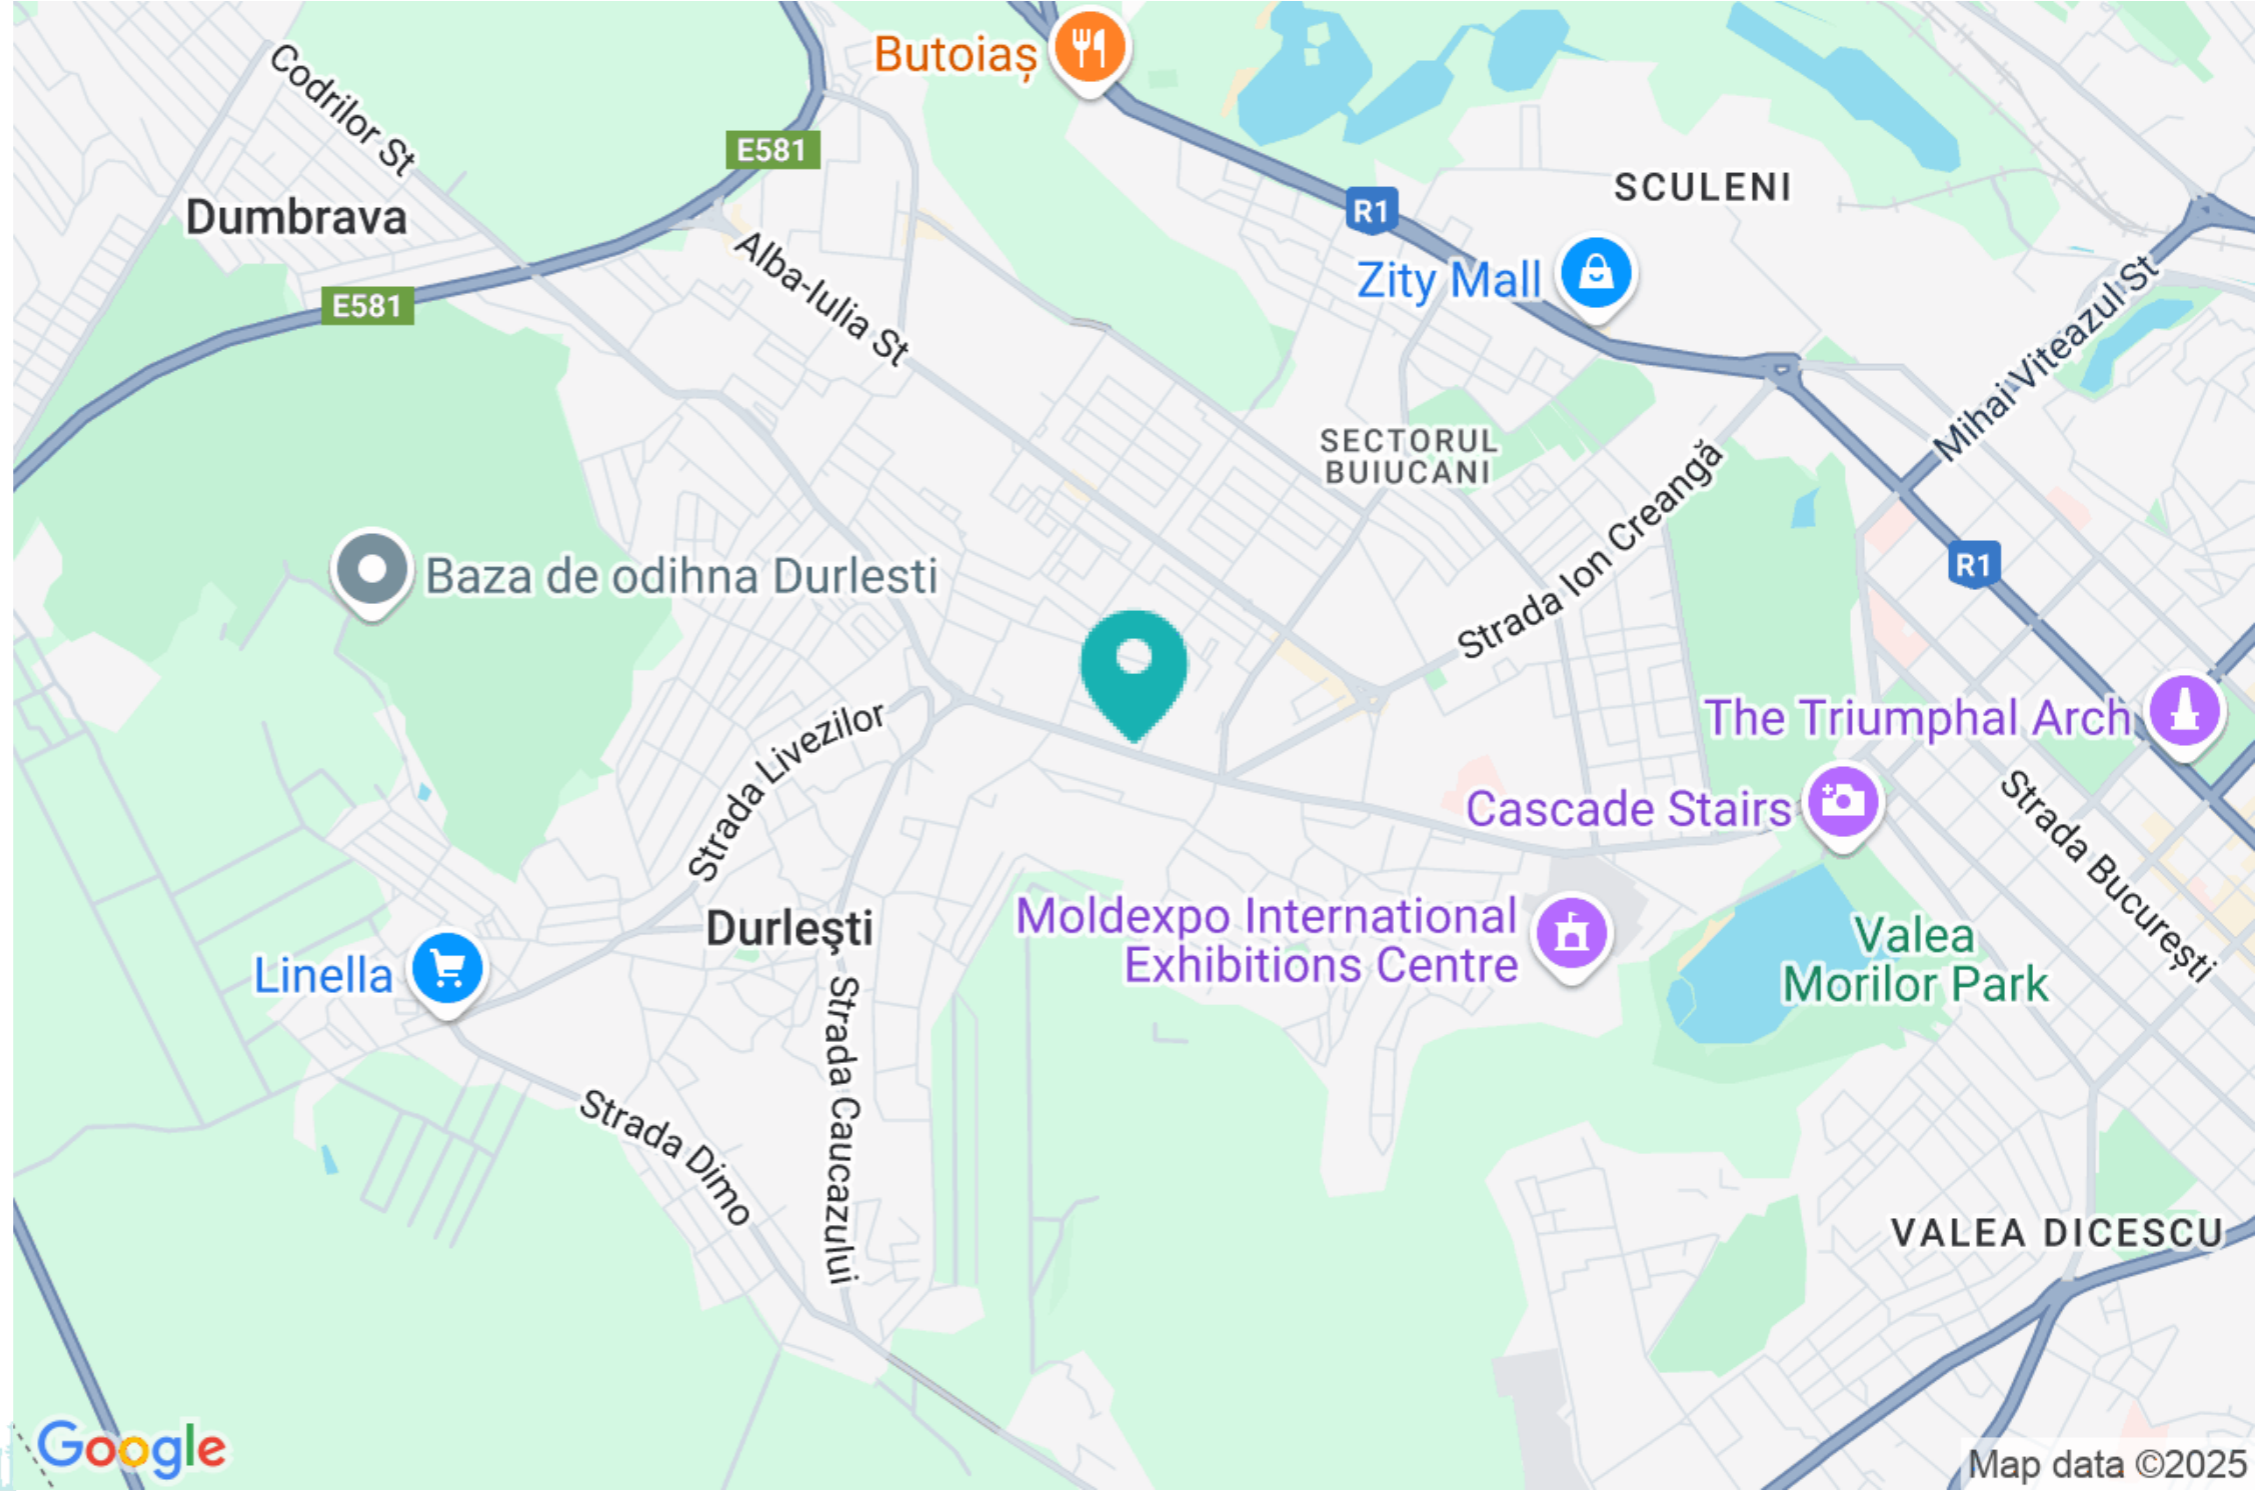 Butoiaș
Codrilor St
E581
SCULENI
Dumbrava
R1
Alba-Iulia St
Zity Mall
E581
Mihai Viteazul St
SECTORUL
BUIUCANI
Strada Ion Creangă
R1
Baza de odihna Durlesti
Strada Livezilor
The Triumphal Arch
Cascade Stairs
Strada București
Durleşti
Moldexpo International
Exhibitions Centre
Valea
Morilor Park
Linella
Strada Caucazului
Strada Dimo
VALEA DICESCU
Google
Map data ©2025